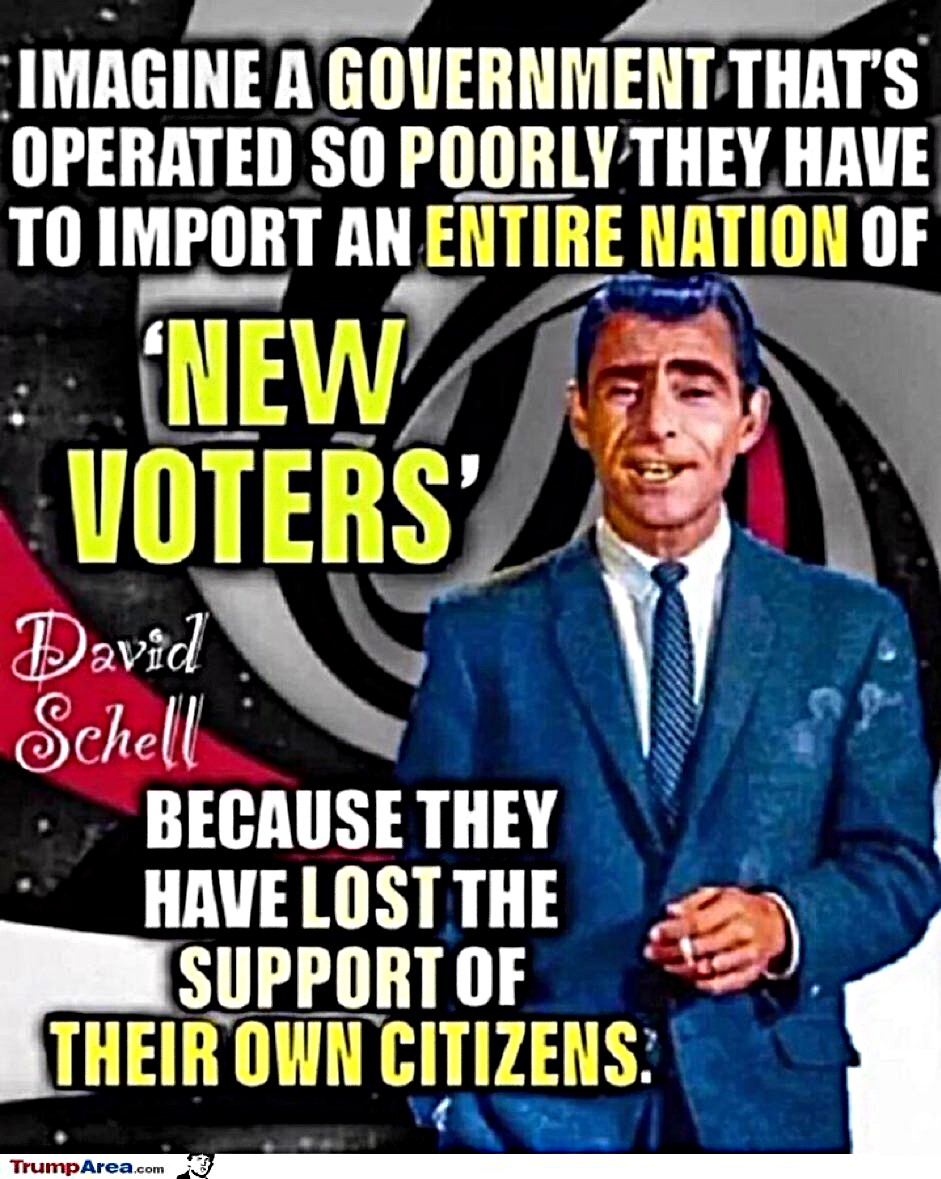 IMAGINE A GOVERNMENT THAT'S
OPERATED SO POORLY THEY HAVE
TO IMPORT AN ENTIRE NATION OF
'NEW
VOTERS'
David
Schell
BECAUSE THEY
HAVE LOST THE
SUPPORT OF
THEIR OWN CITIZENS.
TrumpArea.com